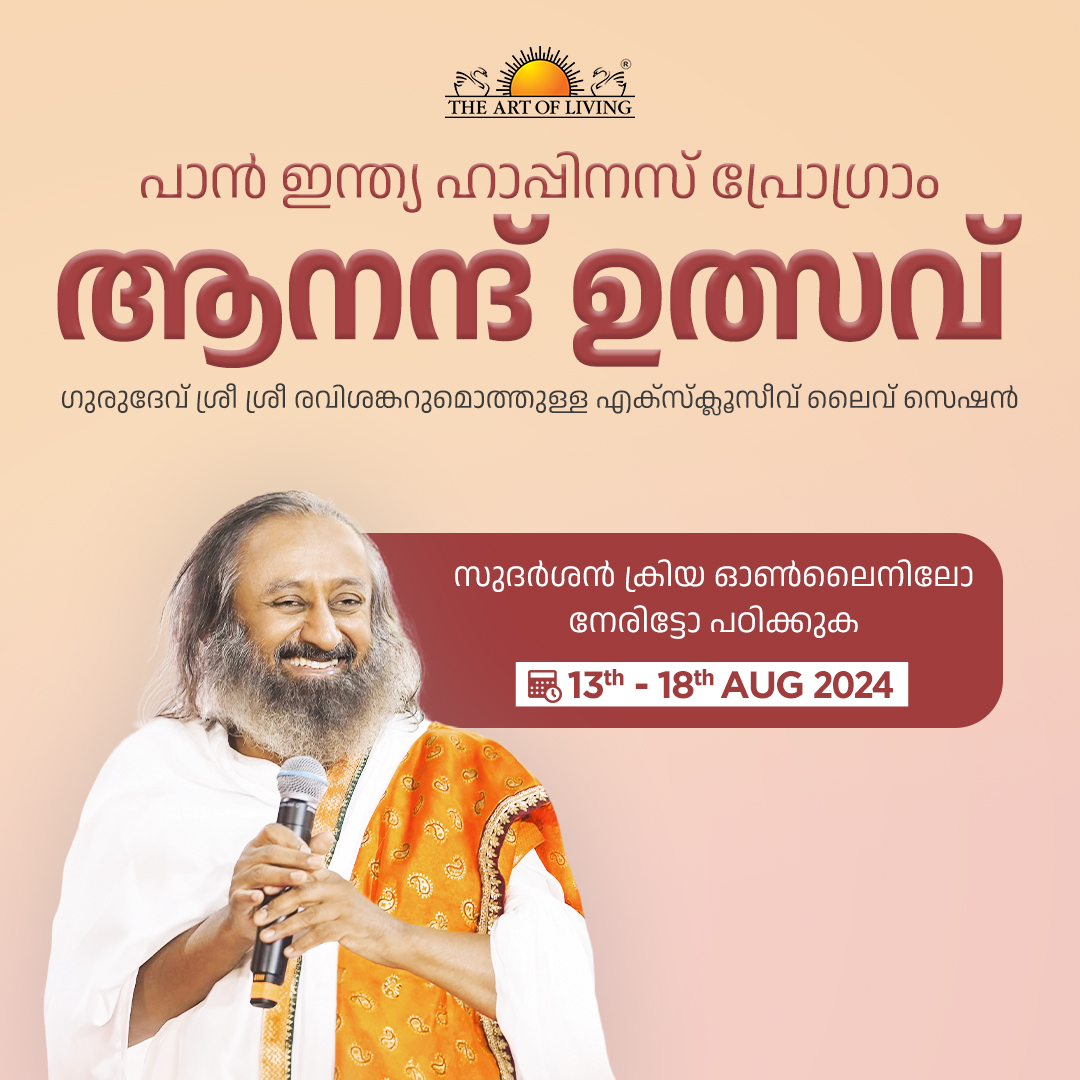 THE ART OF LIVING
®
പാൻ ഇന്ത്യ ഹാപ്പിനസ് പ്രോഗ്രാം
ആനന്ദ് ഉത്സവ്
ഗുരുദേവ് ശ്രീ ശ്രീ രവിശങ്കറുമൊത്തുള്ള എക്സ്ക്ലൂസീവ് ലൈവ് സെഷൻ
സുദർശൻ ക്രിയ ഓൺലൈനിലോ
നേരിട്ടോ പഠിക്കുക
13th - 18th AUG 2024